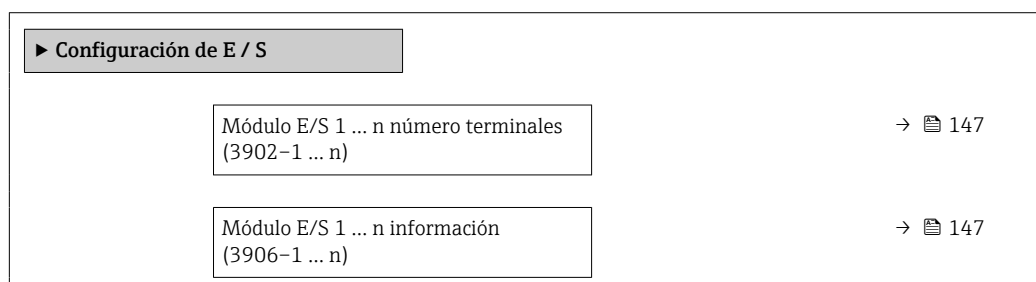 ▶ Configuración de E / S
Módulo E/S 1 ... n número terminales → 147
(3902–1 ... n)
Módulo E/S 1 ... n información → 147
(3906–1 ... n)